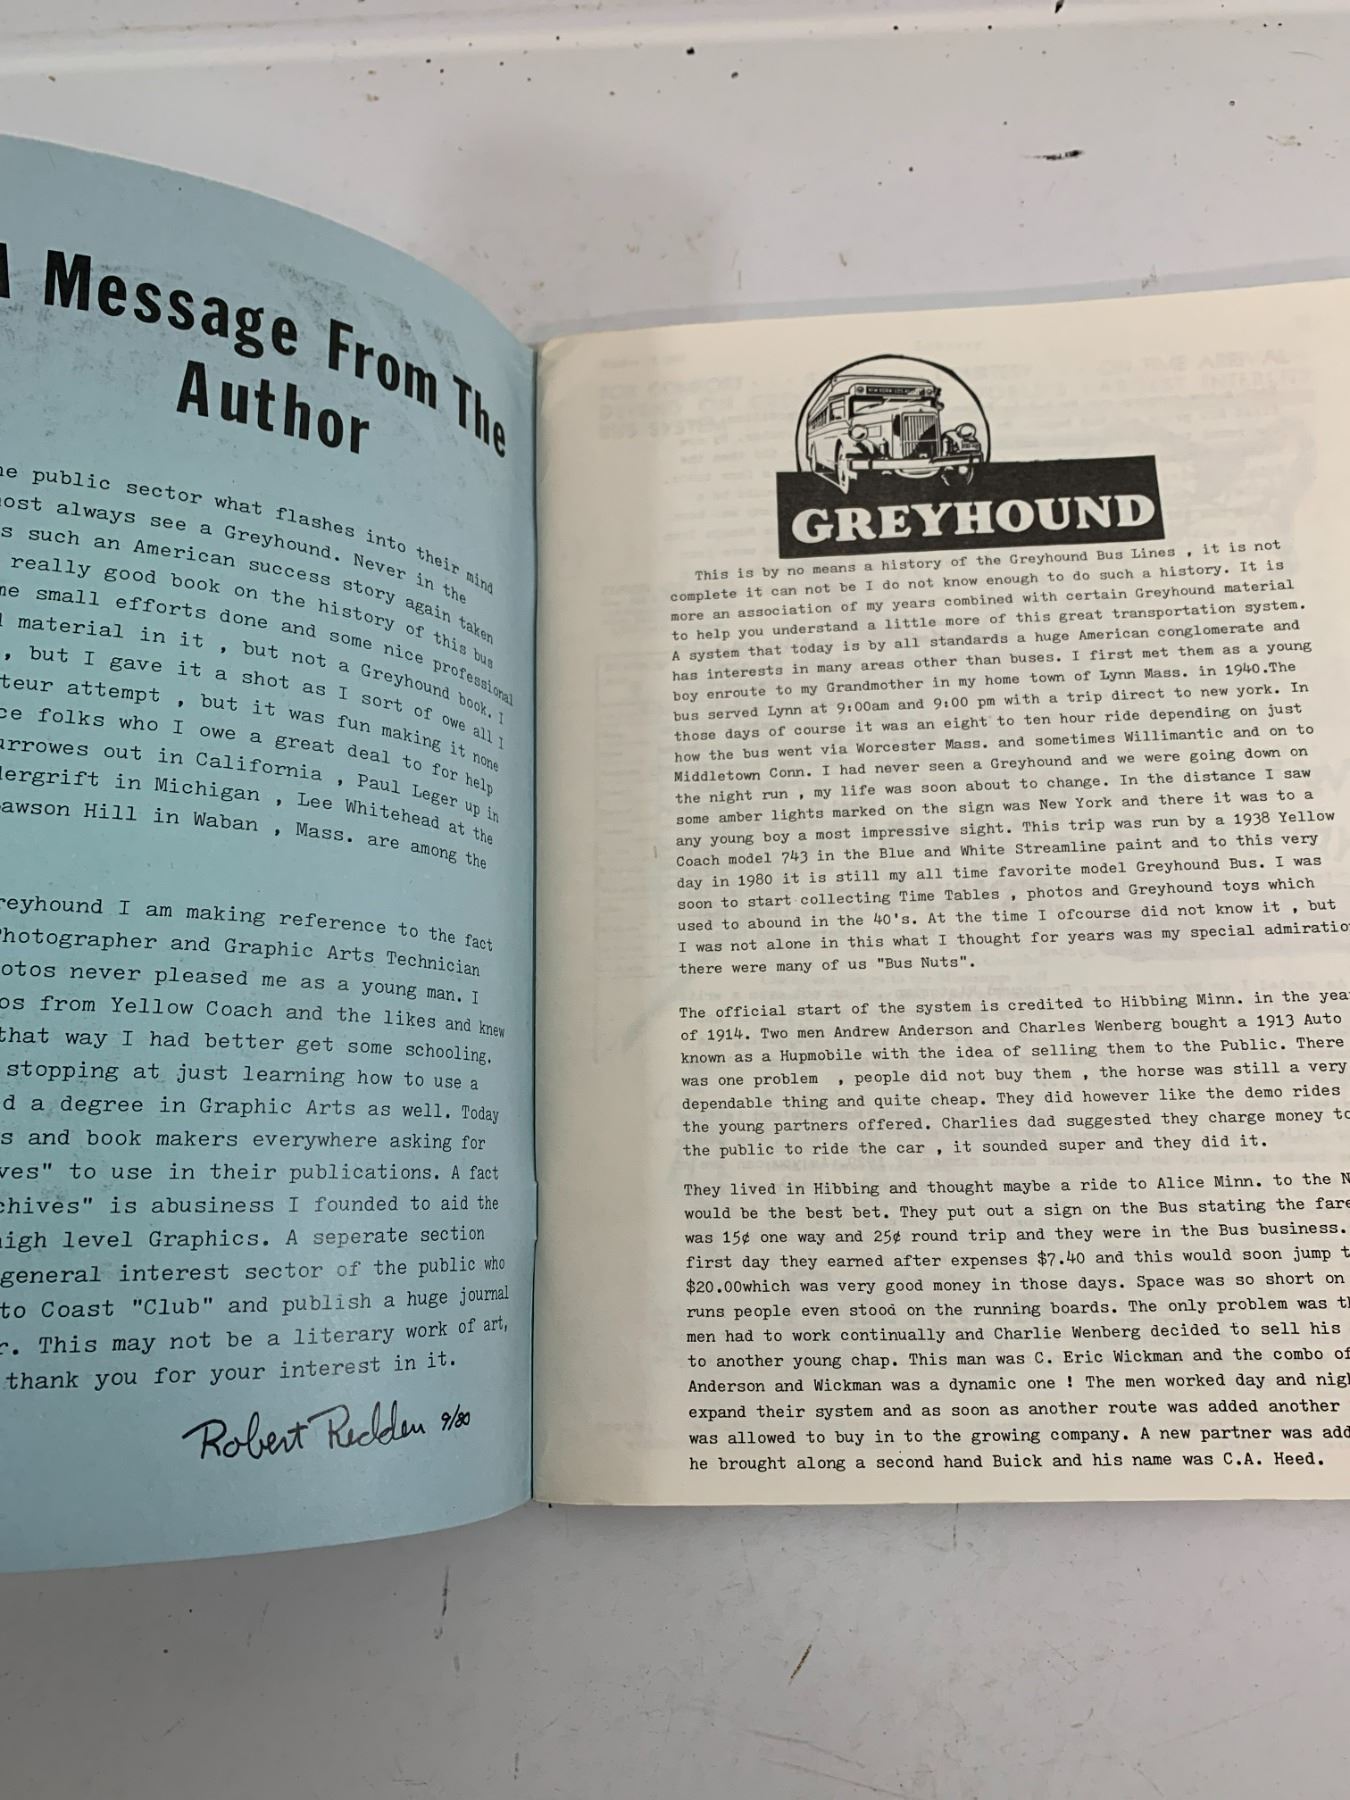 Message From The
Author
public sector what flashes into their mind
always see a Greyhound. Never in the
such an American success story again taken
really good book on the history of this bus
small efforts done and some nice professional
material in it , but not a Greyhound book. I
, but I gave it a shot as I sort of owe all I
attempt , but it was fun making it none
folks who I owe a great deal to for help
out in California , Paul Leger up in
in Michigan , Lee Whitehead at the
Hill in Waban , Mass. are among the
I am making reference to the fact
Photographer and Graphic Arts Technician
never pleased me as a young man. I
from Yellow Coach and the likes and knew
that way I had better get some schooling.
stopping at just learning how to use a
a degree in Graphic Arts as well. Today
and book makers everywhere asking for
to use in their publications. A fact
is abusiness I founded to aid the
high level Graphics. A seperate section
general interest sector of the public who
to Coast "Club" and publish a huge journal
This may not be a literary work of art,
thank you for your interest in it.
Robert Redden 9/80
GREYHOUND
This is by no means a history of the Greyhound Bus Lines , it is not
complete it can not be I do not know enough to do such a history. It is
more an association of my years combined with certain Greyhound material
to help you understand a little more of this great transportation system.
A system that today is by all standards a huge American conglomerate and
has interests in many areas other than buses. I first met them as a young
boy enroute to my Grandmother in my home town of Lynn Mass. in 1940.The
bus served Lynn at 9:00am and 9:00 pm with a trip direct to new york. In
those days of course it was an eight to ten hour ride depending on just
how the bus went via Worcester Mass. and sometimes Willimantic and on to
Middletown Conn. I had never seen a Greyhound and we were going down on
the night run , my life was soon about to change. In the distance I saw
some amber lights marked on the sign was New York and there it was to a
any young boy a most impressive sight. This trip was run by a 1938 Yellow
Coach model 743 in the Blue and White Streamline paint and to this very
day in 1980 it is still my all time favorite model Greyhound Bus. I was
soon to start collecting Time Tables , photos and Greyhound toys which
used to abound in the 40's. At the time I ofcourse did not know it , but
I was not alone in this what I thought for years was my special admiratio
there were many of us "Bus Nuts".
The official start of the system is credited to Hibbing Minn. in the yea
of 1914. Two men Andrew Anderson and Charles Wenberg bought a 1913 Auto
known as a Hupmobile with the idea of selling them to the Public. There
was one problem , people did not buy them , the horse was still a very
dependable thing and quite cheap. They did however like the demo rides
the young partners offered. Charlies dad suggested they charge money to
the public to ride the car , it sounded super and they did it.
They lived in Hibbing and thought maybe a ride to Alice Minn. to the N
would be the best bet. They put out a sign on the Bus stating the fare
was 15¢ one way and 25¢ round trip and they were in the Bus business.
first day they earned after expenses $7.40 and this would soon jump t
$20.00which was very good money in those days. Space was so short on
runs people even stood on the running boards. The only problem was th
men had to work continually and Charlie Wenberg decided to sell his
to another young chap. This man was C. Eric Wickman and the combo of
Anderson and Wickman was a dynamic one ! The men worked day and nigh
expand their system and as soon as another route was added another
was allowed to buy in to the growing company. A new partner was add
he brought along a second hand Buick and his name was C.A. Heed.